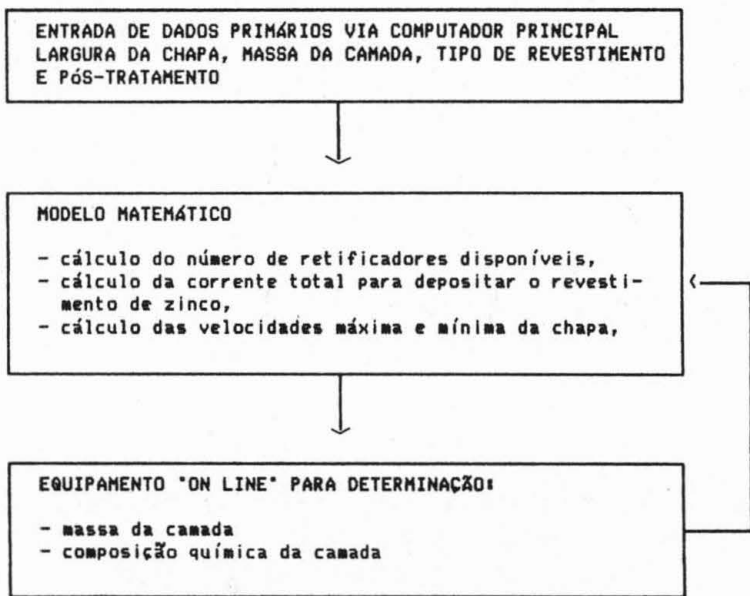 ENTRADA DE DADOS PRIMÁRIOS VIA COMPUTADOR PRINCIPAL
LARGURA DA CHAPA, MASSA DA CAMADA, TIPO DE REVESTIMENTO
E PóS-TRATAMENTO
MODELO MATEMÁTICO
- cálculo do número de retificadores disponíveis,
- cálculo da corrente total para depositar o revesti-
mento de zinco,
- cálculo das velocidades máxima e mínima da chapa,
EQUIPAMENTO "ON LINE" PARA DETERMINAÇÃO:
- massa da camada
- composição química da camada